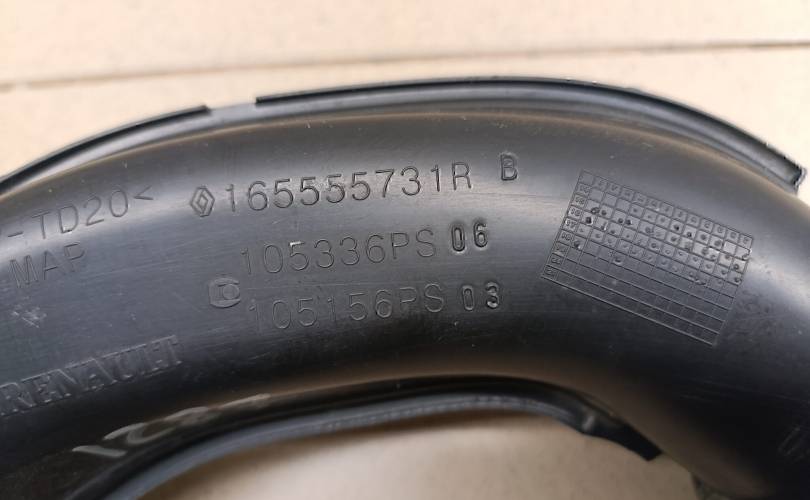 -TD20< 165555731R B
MAP 105336PS 06
105156PS 03
RENAULT